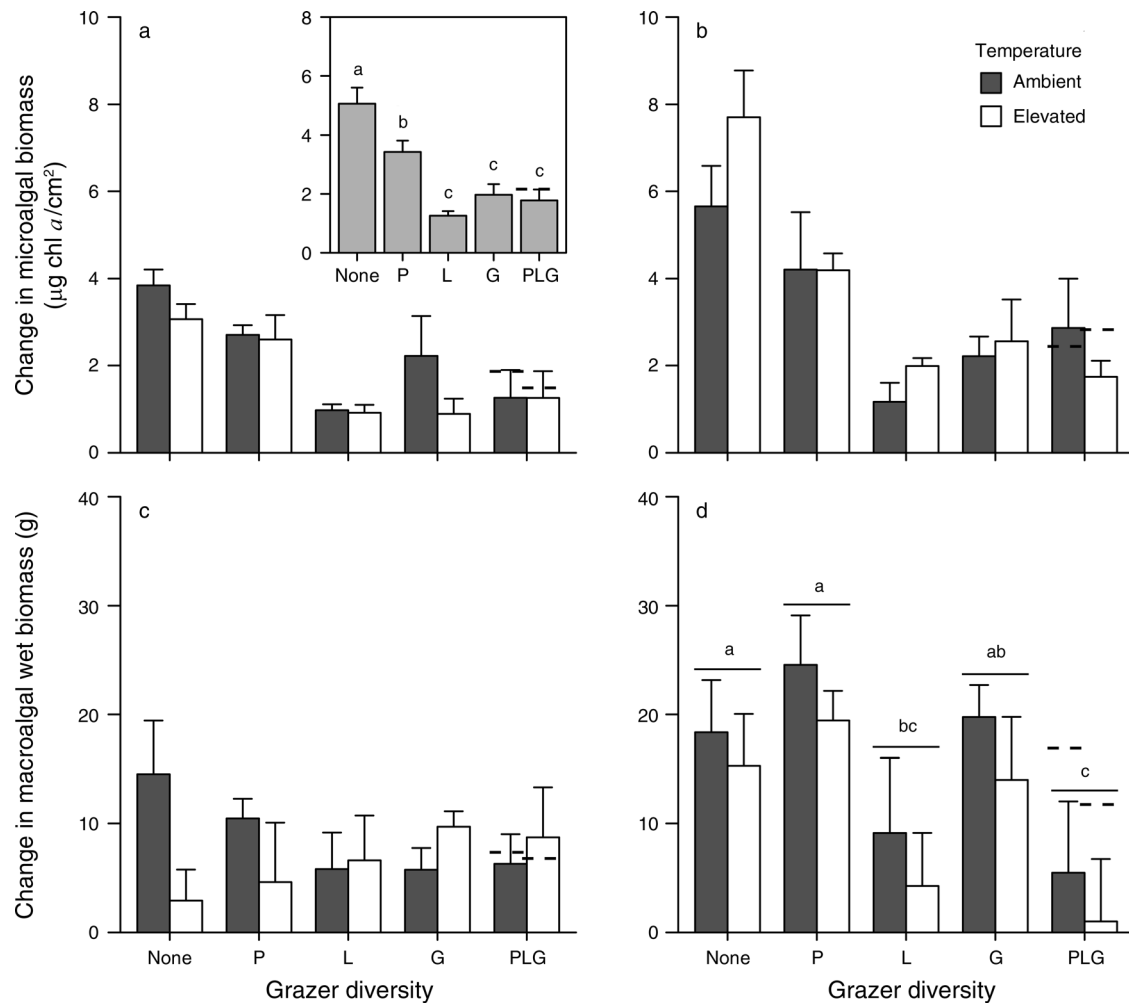 Change in microalgal biomass
(μg chl a/cm²)
a
10
8
6
4
2
0
8
6
4
2
0
a
b
c
c
c
None P L G PLG
b
10
8
6
4
2
0
Temperature
Ambient
Elevated
Change in macroalgal wet biomass (g)
c
40
30
20
10
0
None P L G PLG
Grazer diversity
d
40
30
20
10
0
a
a
bc
ab
c
None P L G PLG
Grazer diversity